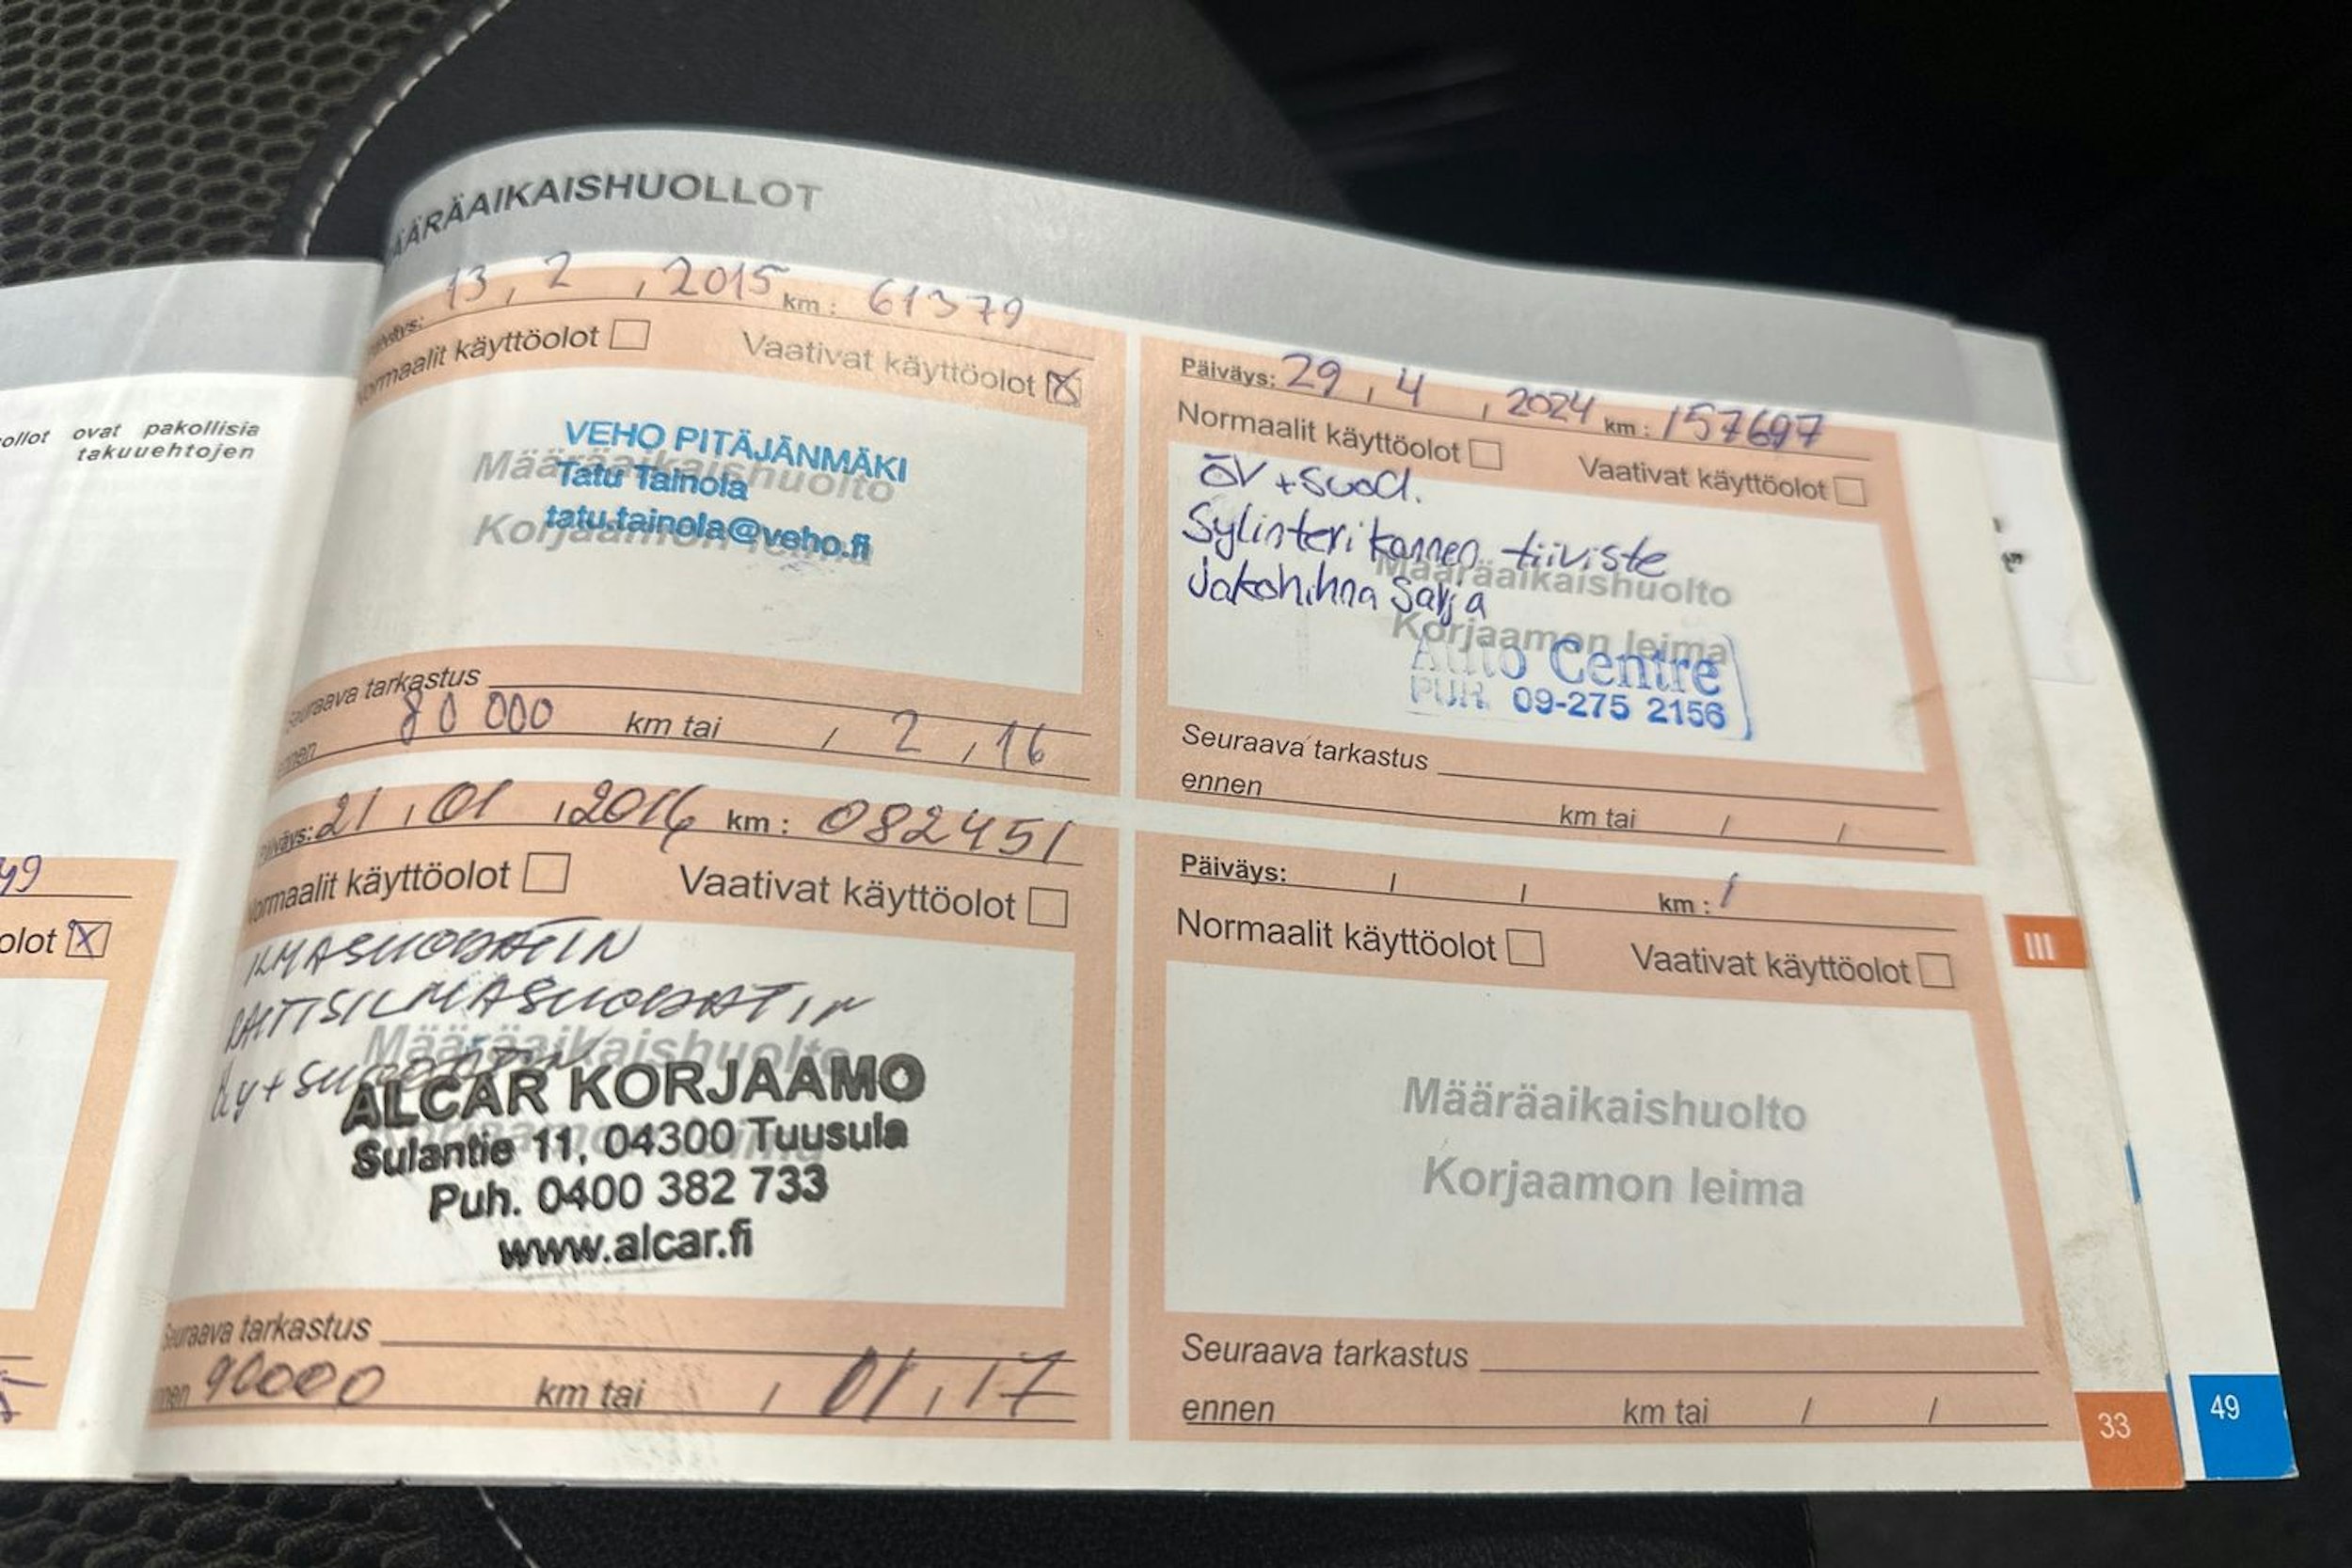 ollot ovat pakollisia
takuuehtojen
49
olot ☒
ÄÄRÄAIKAISHUOLLOT
13, 2, 2015 km: 61379
Normaalit käyttöolot ☐ Vaativat käyttöolot ☒
Määräaikaishuolto
Korjaamon leima
VEHO PITÄJÄNMÄKI
Tatu Tainola
tatu.tainola@veho.fi
Seuraava tarkastus
ennen 80 000 km tai / 2 , 16
Päiväys: 21, 01, 2016 km: 082451
Normaalit käyttöolot ☐ Vaativat käyttöolot ☐
ILMASUODATIN
RAITISILMASUODATIN
Öly+ SUODATIN
Määräaikaishuolto
ALCAR KORJAAMO
Sulantie 11, 04300 Tuusula
Puh. 0400 382 733
www.alcar.fi
Seuraava tarkastus
ennen 90000 km tai , 01, 17
Päiväys: 29, 4, 2024 km: 157697
Normaalit käyttöolot ☐ Vaativat käyttöolot ☐
ÖV + Suod.
Sylinterikannen tiiviste
Jakohihna Sarja
Määräaikaishuolto
Korjaamon leima
Auto Centre
PUH. 09-275 2156
Seuraava tarkastus
ennen km tai / /
Päiväys: / / km: /
Normaalit käyttöolot ☐ Vaativat käyttöolot ☐
Määräaikaishuolto
Korjaamon leima
Seuraava tarkastus
ennen km tai / /
III
33
49